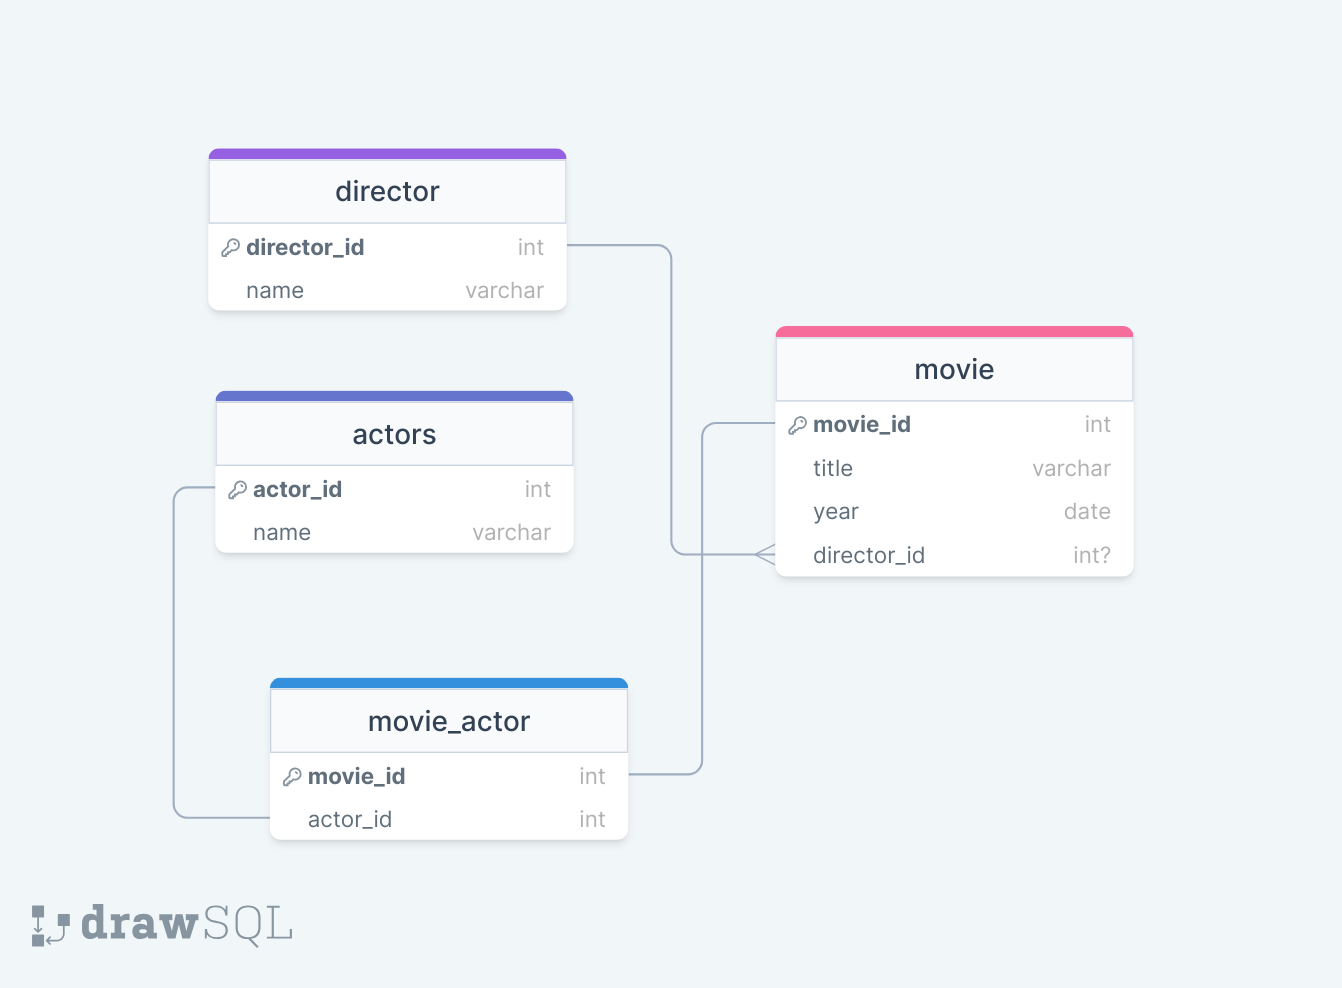 director
director_id int
name varchar
actors
actor_id int
name varchar
movie
movie_id int
title varchar
year date
director_id int?
movie_actor
movie_id int
actor_id int
drawSQL